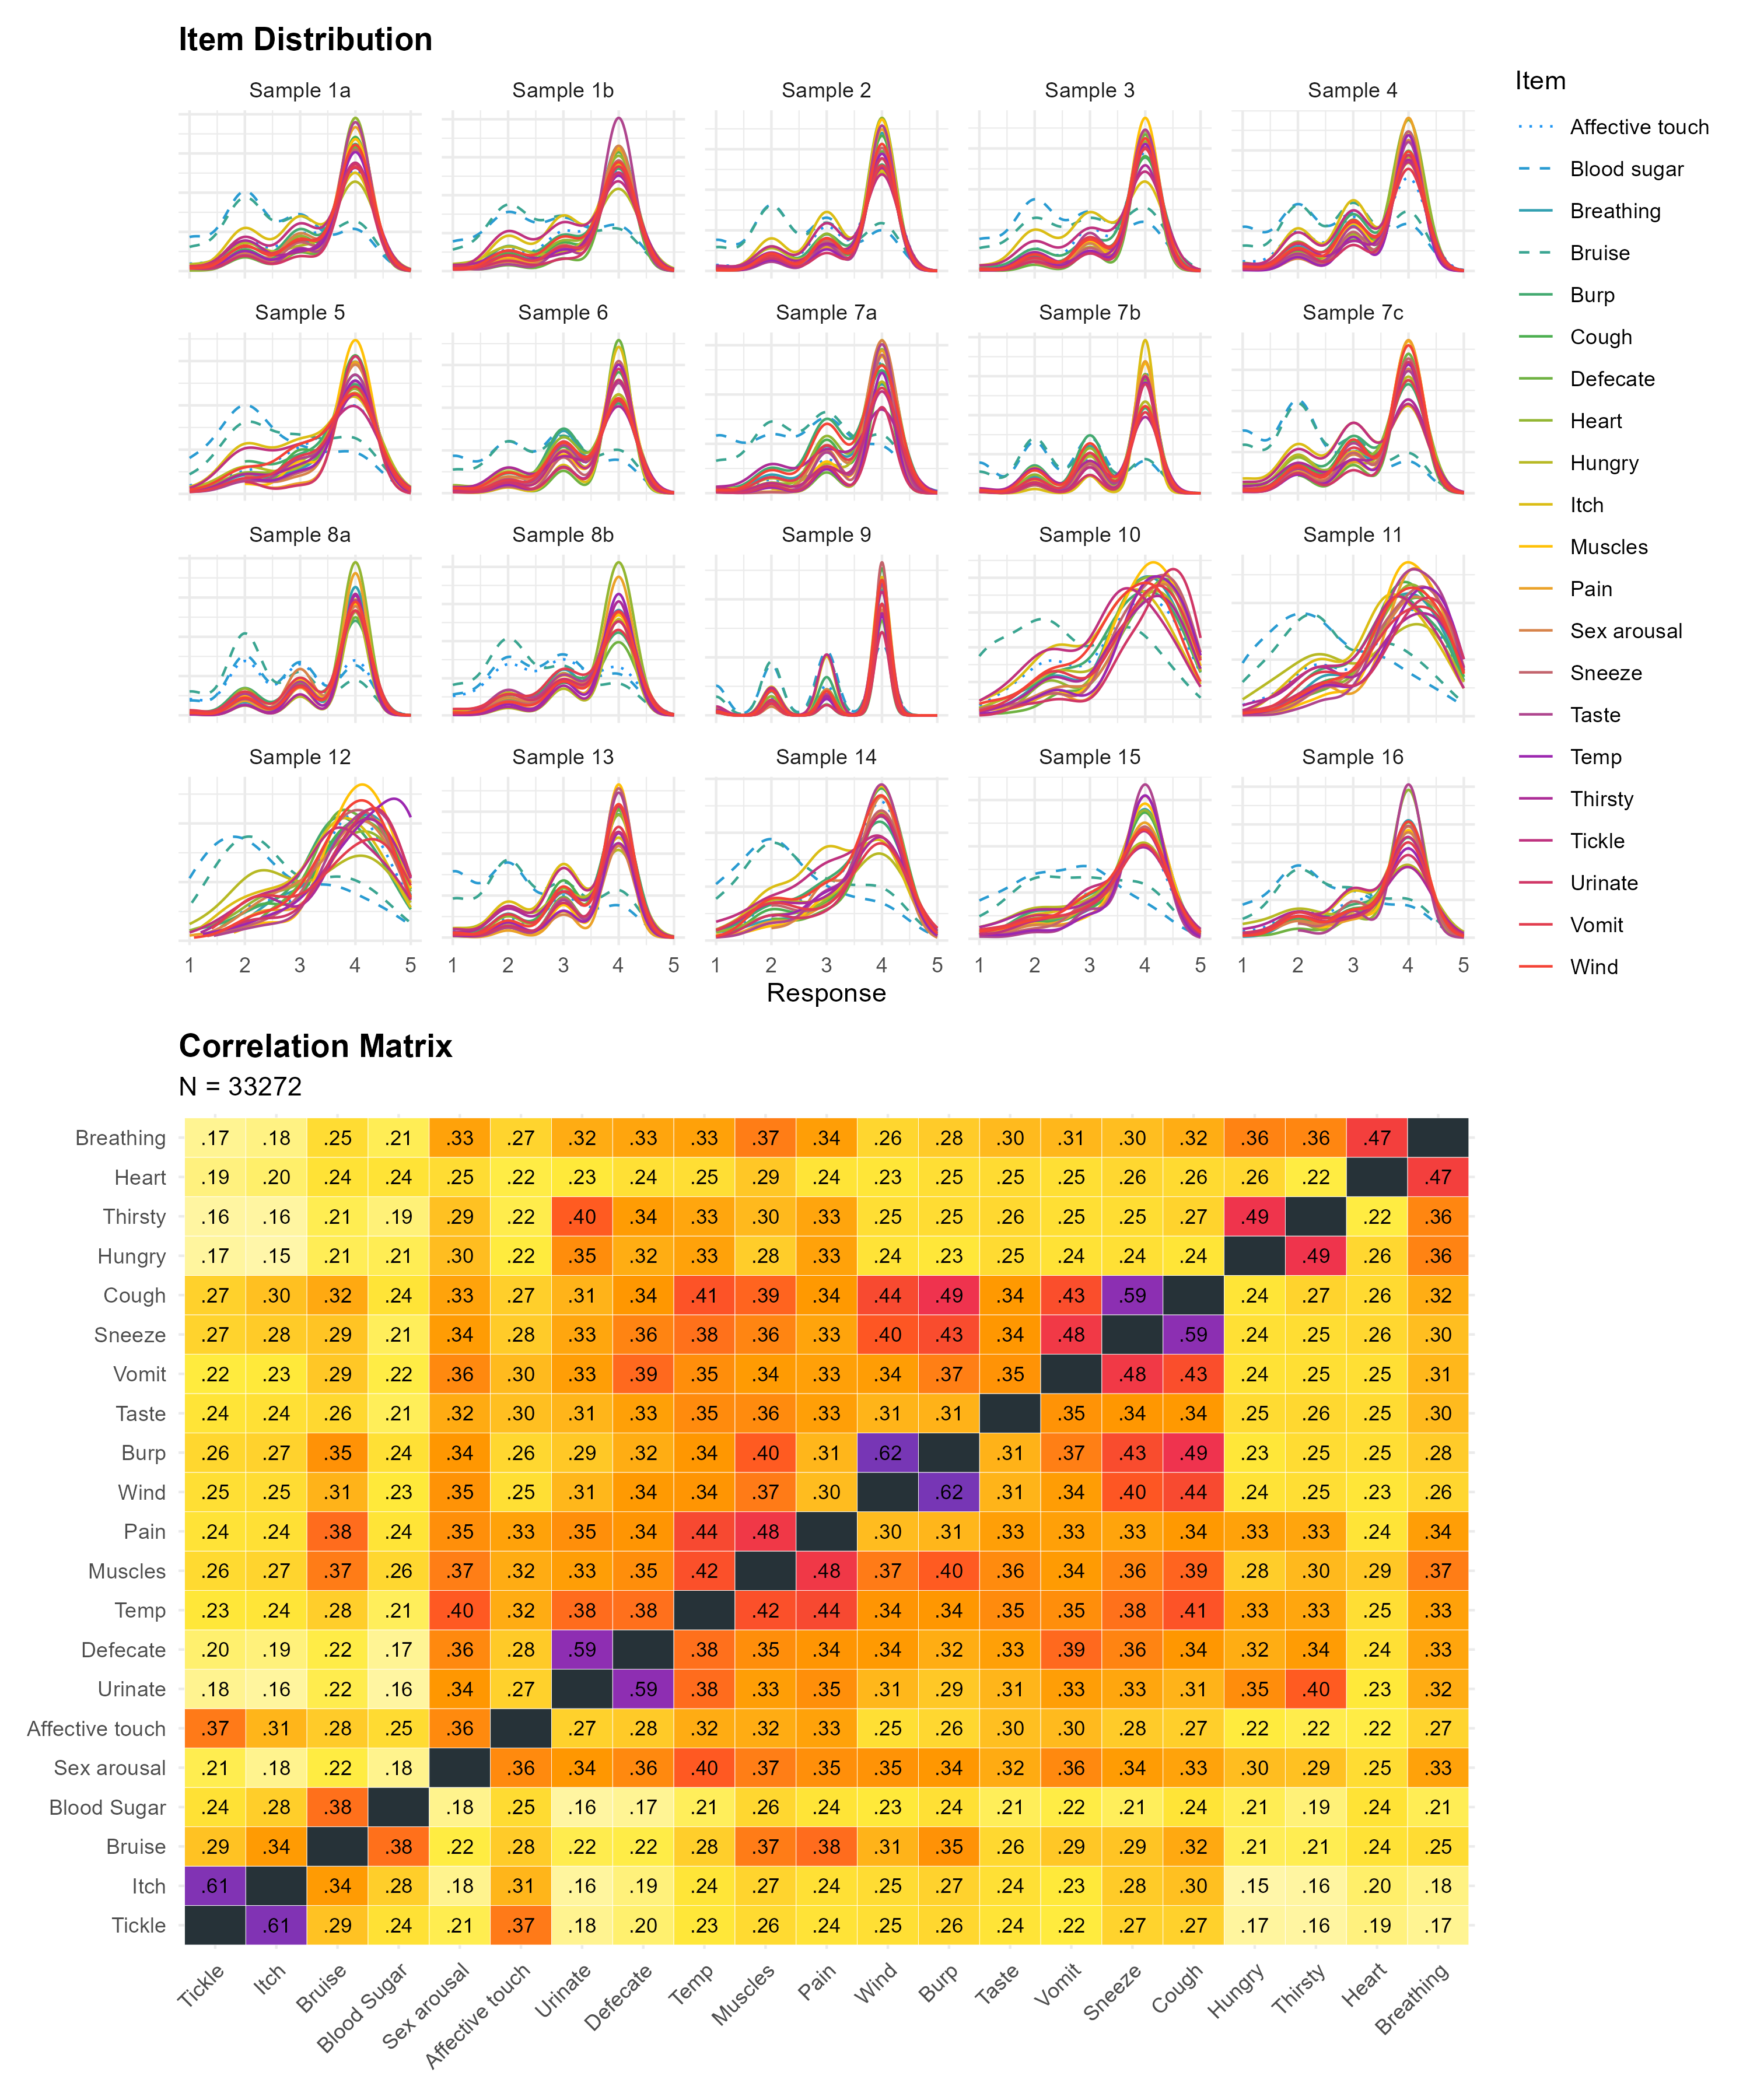 Item Distribution
Sample 1a
Sample 1b
Sample 2
Sample 3
Sample 4
Sample 5
Sample 6
Sample 7a
Sample 7b
Sample 7c
Sample 8a
Sample 8b
Sample 9
Sample 10
Sample 11
Sample 12
Sample 13
Sample 14
Sample 15
Sample 16
1 2 3 4 5 1 2 3 4 5 1 2 3 4 5 1 2 3 4 5 1 2 3 4 5
Response
Item
Affective touch
Blood sugar
Breathing
Bruise
Burp
Cough
Defecate
Heart
Hungry
Itch
Muscles
Pain
Sex arousal
Sneeze
Taste
Temp
Thirsty
Tickle
Urinate
Vomit
Wind
Correlation Matrix
N = 33272
Breathing .17 .18 .25 .21 .33 .27 .32 .33 .33 .37 .34 .26 .28 .30 .31 .30 .32 .36 .36 .47
Heart .19 .20 .24 .24 .25 .22 .23 .24 .25 .29 .24 .23 .25 .25 .25 .26 .26 .26 .22 .47
Thirsty .16 .16 .21 .19 .29 .22 .40 .34 .33 .30 .33 .25 .25 .26 .25 .25 .27 .49 .22 .36
Hungry .17 .15 .21 .21 .30 .22 .35 .32 .33 .28 .33 .24 .23 .25 .24 .24 .24 .49 .26 .36
Cough .27 .30 .32 .24 .33 .27 .31 .34 .41 .39 .34 .44 .49 .34 .43 .59 .24 .27 .26 .32
Sneeze .27 .28 .29 .21 .34 .28 .33 .36 .38 .36 .33 .40 .43 .34 .48 .59 .24 .25 .26 .30
Vomit .22 .23 .29 .22 .36 .30 .33 .39 .35 .34 .33 .34 .37 .35 .48 .43 .24 .25 .25 .31
Taste .24 .24 .26 .21 .32 .30 .31 .33 .35 .36 .33 .31 .31 .35 .34 .34 .25 .26 .25 .30
Burp .26 .27 .35 .24 .34 .26 .29 .32 .34 .40 .31 .62 .31 .37 .43 .49 .23 .25 .25 .28
Wind .25 .25 .31 .23 .35 .25 .31 .34 .34 .37 .30 .62 .31 .34 .40 .44 .24 .25 .23 .26
Pain .24 .24 .38 .24 .35 .33 .35 .34 .44 .48 .30 .31 .33 .33 .33 .34 .33 .33 .24 .34
Muscles .26 .27 .37 .26 .37 .32 .33 .35 .42 .48 .37 .40 .36 .34 .36 .39 .28 .30 .29 .37
Temp .23 .24 .28 .21 .40 .32 .38 .38 .42 .44 .34 .34 .35 .35 .38 .41 .33 .33 .25 .33
Defecate .20 .19 .22 .17 .36 .28 .59 .38 .35 .34 .34 .32 .33 .39 .36 .34 .32 .34 .24 .33
Urinate .18 .16 .22 .16 .34 .27 .59 .38 .33 .35 .31 .29 .31 .33 .33 .31 .35 .40 .23 .32
Affective touch .37 .31 .28 .25 .36 .27 .28 .32 .32 .33 .25 .26 .30 .30 .28 .27 .22 .22 .22 .27
Sex arousal .21 .18 .22 .18 .36 .34 .36 .40 .37 .35 .35 .34 .32 .36 .34 .33 .30 .29 .25 .33
Blood Sugar .24 .28 .38 .18 .25 .16 .17 .21 .26 .24 .23 .24 .21 .22 .21 .24 .21 .19 .24 .21
Bruise .29 .34 .38 .22 .28 .22 .22 .28 .37 .38 .31 .35 .26 .29 .29 .32 .21 .21 .24 .25
Itch .61 .34 .28 .18 .31 .16 .19 .24 .27 .24 .25 .27 .24 .23 .28 .30 .15 .16 .20 .18
Tickle .61 .29 .24 .21 .37 .18 .20 .23 .26 .24 .25 .26 .24 .22 .27 .27 .17 .16 .19 .17
Tickle Itch Bruise Blood Sugar Sex arousal Affective touch Urinate Defecate Temp Muscles Pain Wind Burp Taste Vomit Sneeze Cough Hungry Thirsty Heart Breathing